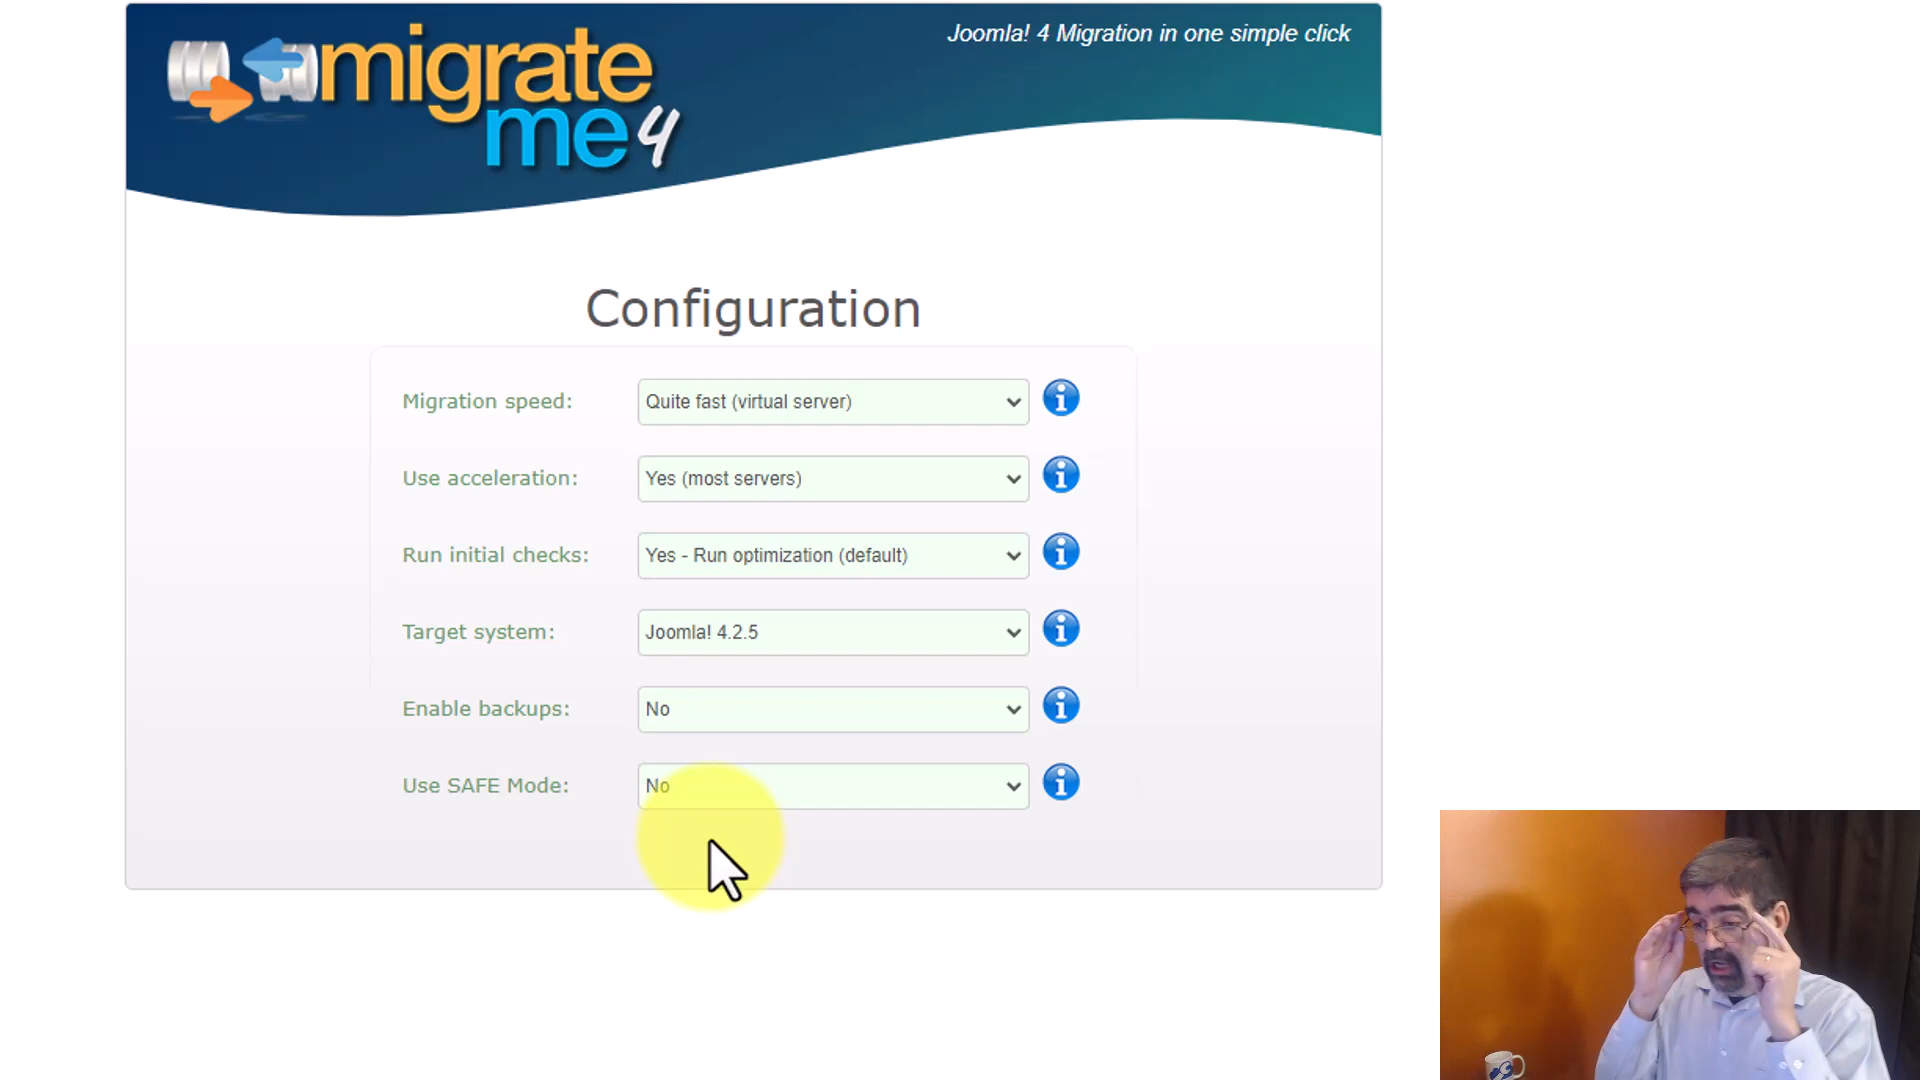 Joomla! 4 Migration in one simple click
migrate
me 4
Configuration
Migration speed: Quite fast (virtual server)
Use acceleration: Yes (most servers)
Run initial checks: Yes - Run optimization (default)
Target system: Joomla! 4.2.5
Enable backups: No
Use SAFE Mode: No